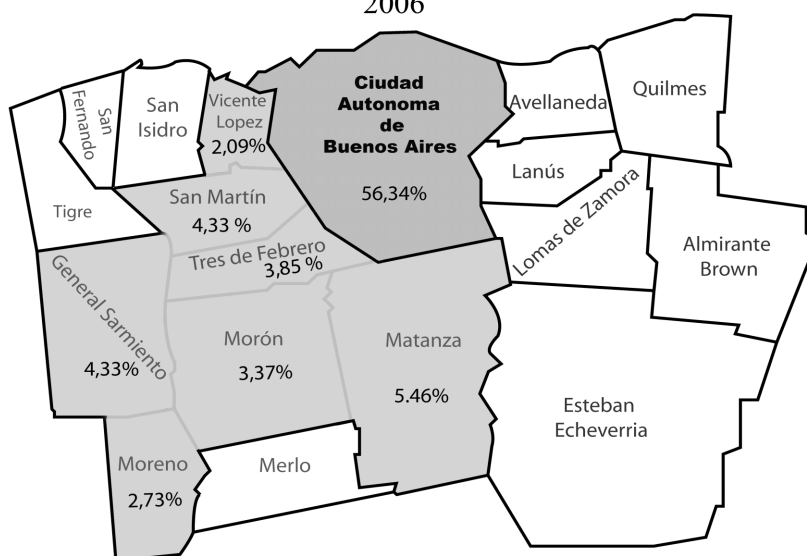 2006
San
Fernando
San
Isidro
Vicente
Lopez
2,09%
Ciudad
Autonoma
de
Buenos Aires
56,34%
Avellaneda
Quilmes
Lanús
Tigre
San Martín
4,33 %
Tres de Febrero
3,85 %
Lomas de Zamora
Almirante
Brown
General Sarmiento
4,33%
Morón
3,37%
Matanza
5.46%
Esteban
Echeverria
Moreno
2,73%
Merlo